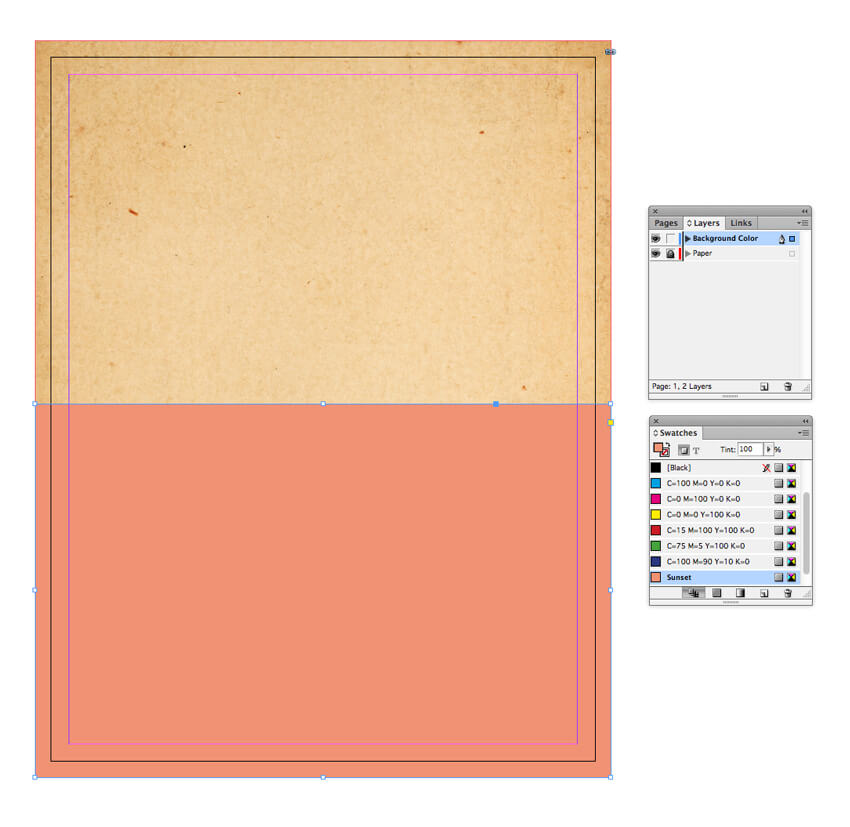 Pages Layers Links
Background Color
Paper
Page: 1, 2 Layers
Swatches
T Tint: 100 %
[Black]
C=100 M=0 Y=0 K=0
C=0 M=100 Y=0 K=0
C=0 M=0 Y=100 K=0
C=15 M=100 Y=100 K=0
C=75 M=5 Y=100 K=0
C=100 M=90 Y=10 K=0
Sunset